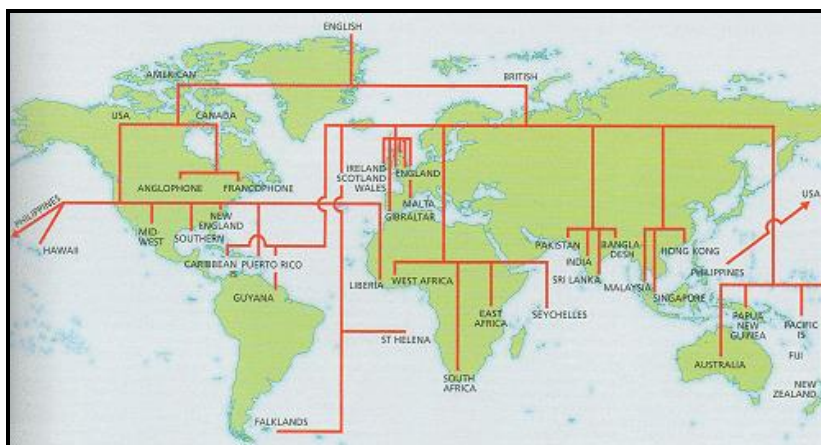 ENGLISH
AMERICAN
BRITISH
USA
CANADA
ANGLOPHONE
FRANCOPHONE
IRELAND
SCOTLAND
WALES
ENGLAND
MALTA
GIBRALTAR
PHILIPPINES
HAWAII
MID-
WEST
SOUTHERN
NEW
ENGLAND
CARIBBEAN
IS
PUERTO RICO
GUYANA
LIBERIA
WEST AFRICA
EAST
AFRICA
SEYCHELLES
SOUTH
AFRICA
ST HELENA
FALKLANDS
PAKISTAN
INDIA
SRI LANKA
BANGLA-
DESH
MALAYSIA
SINGAPORE
HONG KONG
PHILIPPINES
USA
AUSTRALIA
PAPUA
NEW
GUINEA
PACIFIC
IS
FIJI
NEW
ZEALAND